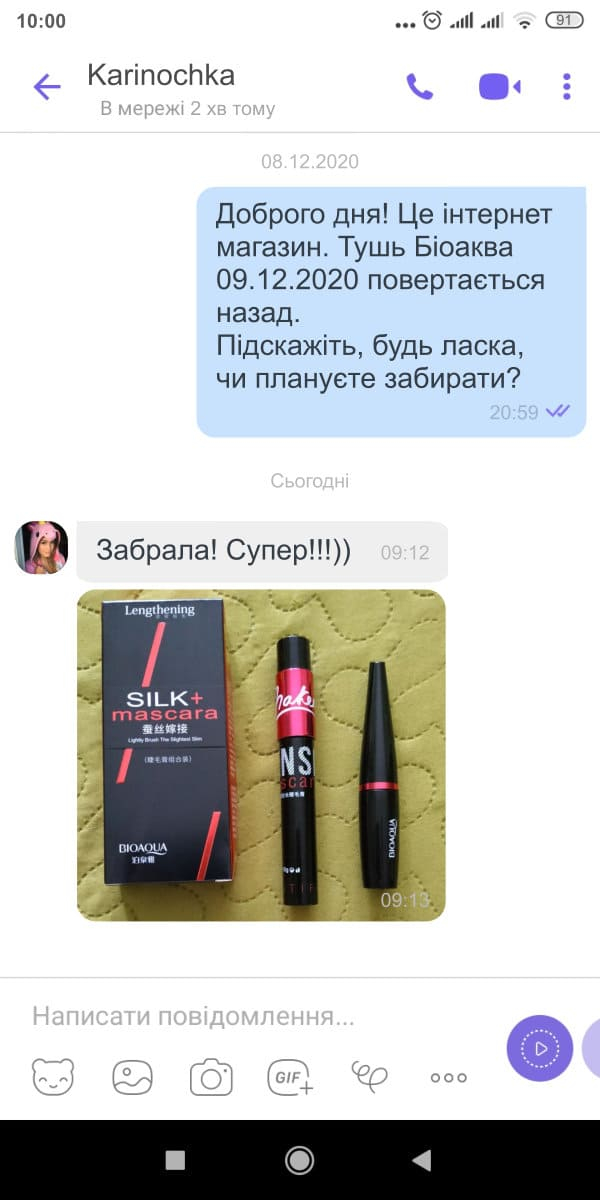 10:00
91
Karinochka
В мережі 2 хв тому
08.12.2020
Доброго дня! Це інтернет
магазин. Тушь Біоаква
09.12.2020 повертається
назад.
Підскажіть, будь ласка,
чи плануєте забирати?
20:59
Сьогодні
Забрала! Супер!!!))
09:12
Lengthening
SILK+
mascara
蚕丝嫁接
Lightly Brush The Slightest Slim
(睫毛膏组合装)
BIOAQUA
泊泉雅
hake
NS
scar
BIOAQUA
09:13
Написати повідомлення...
GIF